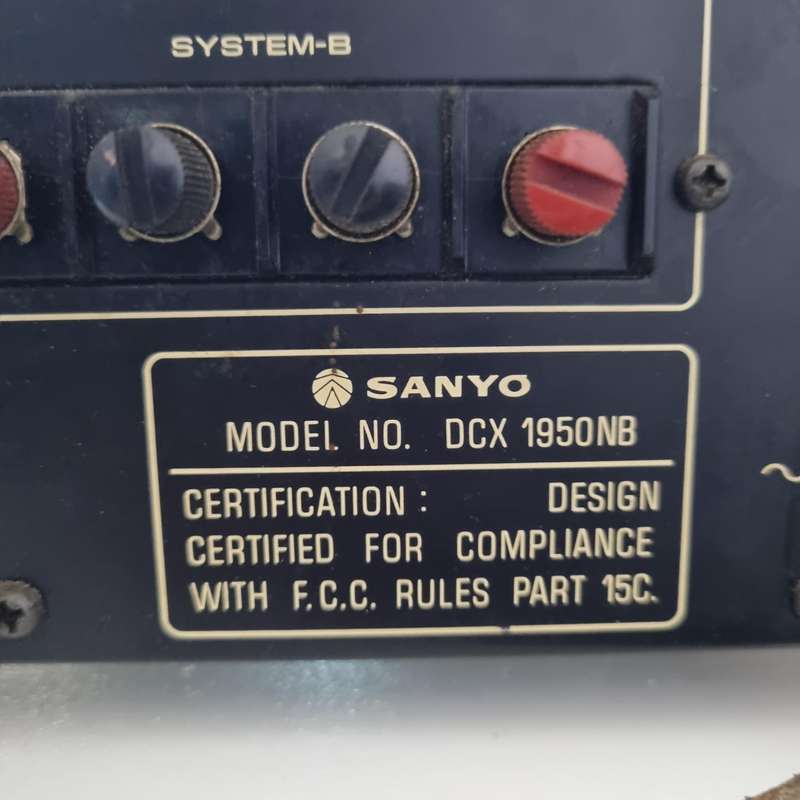 SYSTEM-B
SANYO
MODEL NO. DCX 1950NB
CERTIFICATION: DESIGN
CERTIFIED FOR COMPLIANCE
WITH F.C.C. RULES PART 15C.